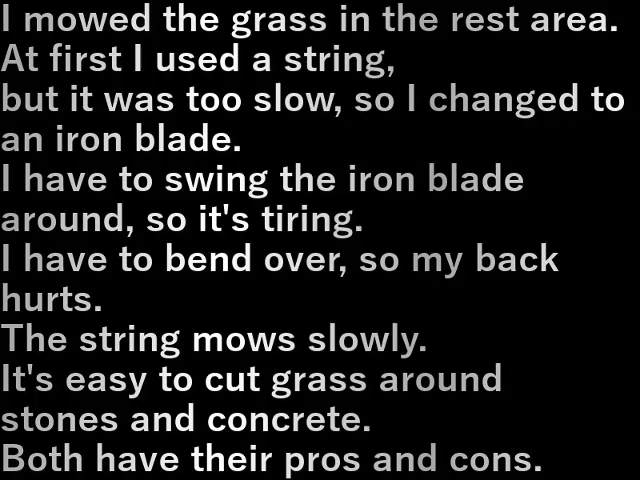 I mowed the grass in the rest area.
At first I used a string,
but it was too slow, so I changed to
an iron blade.
I have to swing the iron blade
around, so it's tiring.
I have to bend over, so my back
hurts.
The string mows slowly.
It's easy to cut grass around
stones and concrete.
Both have their pros and cons.